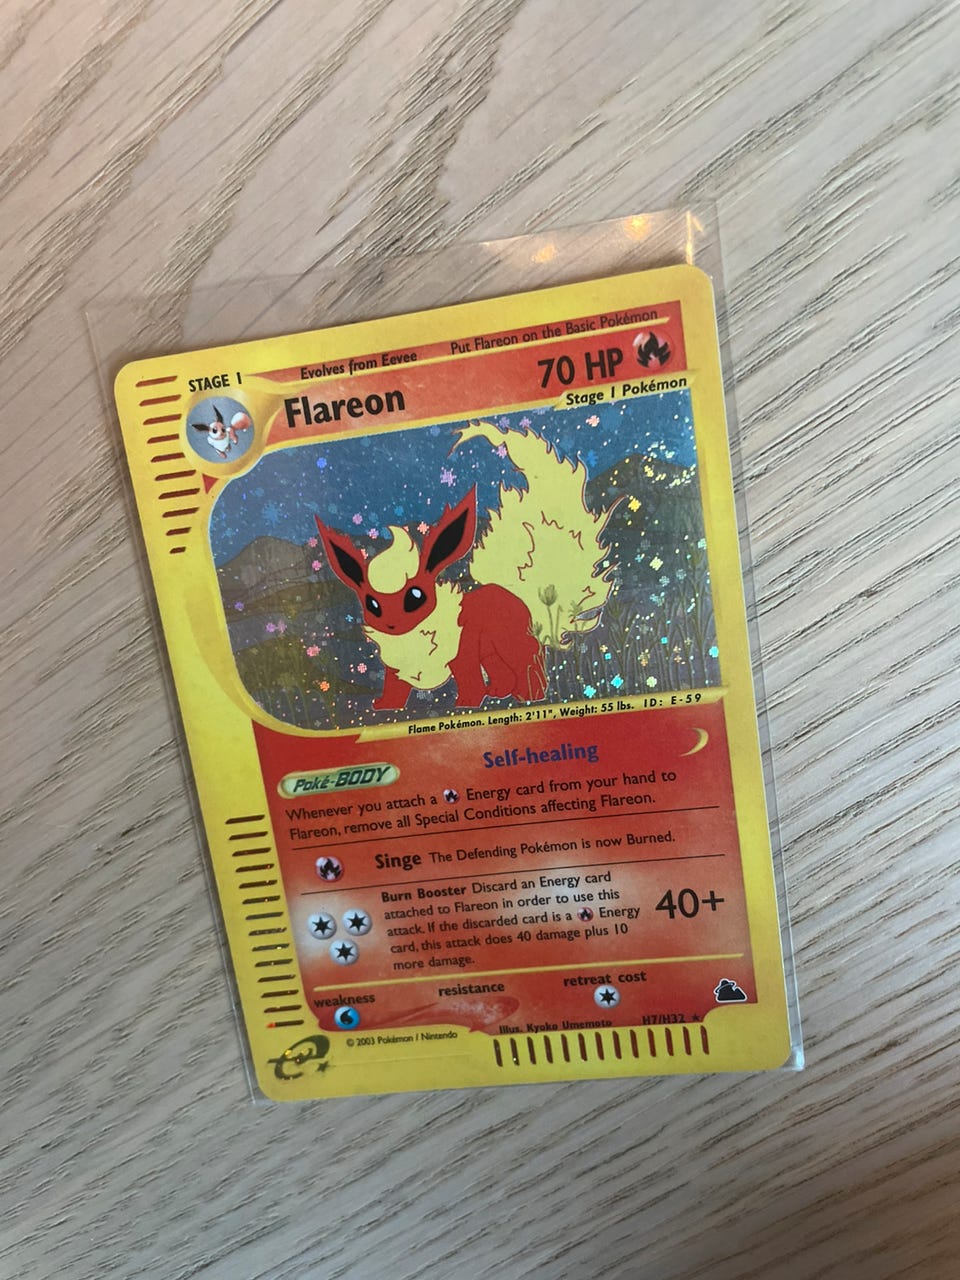 Evolves from Eevee Put Flareon on the Basic Pokémon
STAGE 1
Flareon 70 HP
Stage 1 Pokémon
Flame Pokémon. Length: 2'11", Weight: 55 lbs. ID: E-59
Poké-BODY Self-healing
Whenever you attach a Energy card from your hand to
Flareon, remove all Special Conditions affecting Flareon.
Singe The Defending Pokémon is now Burned.
Burn Booster Discard an Energy card
attached to Flareon in order to use this
attack. If the discarded card is a Energy
card, this attack does 40 damage plus 10
more damage.
40+
weakness resistance retreat cost
Illus. Kyoko Umemoto H7/H32
© 2003 Pokémon / Nintendo
e